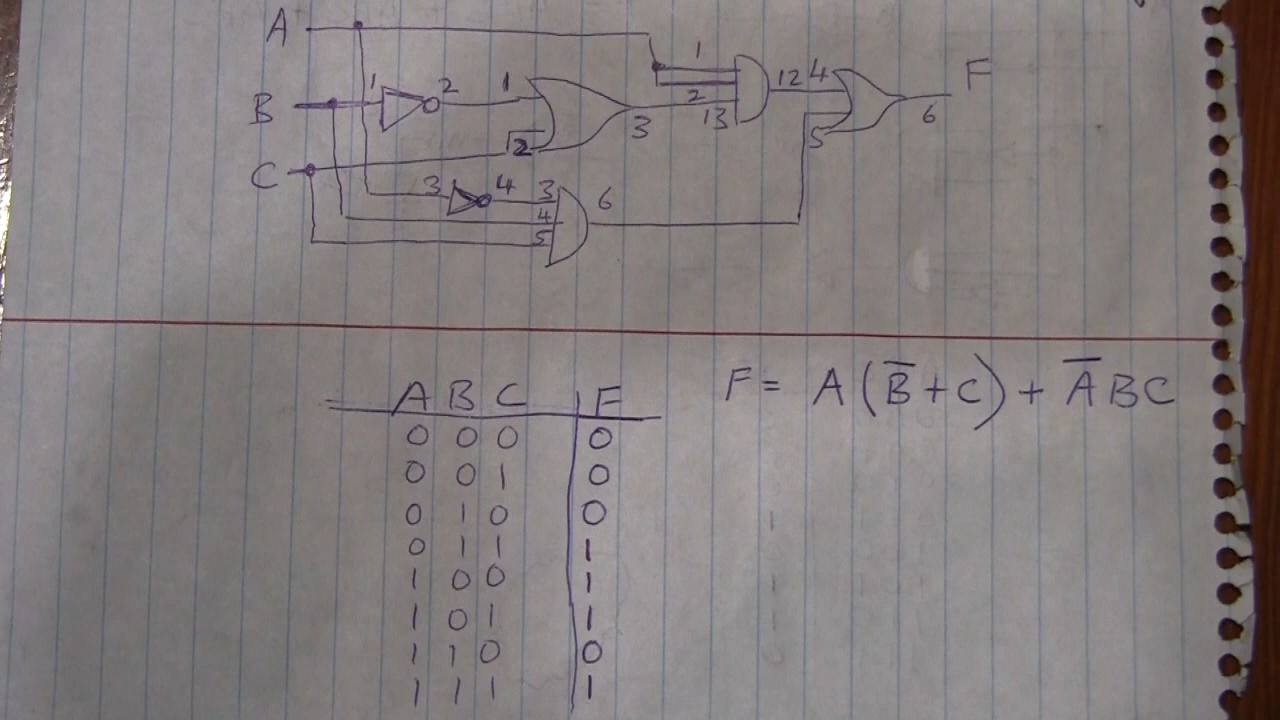 A
1
12 4
F
B
1
2
1
2
13
3
6
2
5
C
3
4
3
6
4
5
F = A (B̅ + C) + A̅ B C
A B C F
0 0 0 0
0 0 1 0
0 1 0 0
0 1 1 1
1 0 0 1
1 0 1 1
1 1 0 0
1 1 1 1